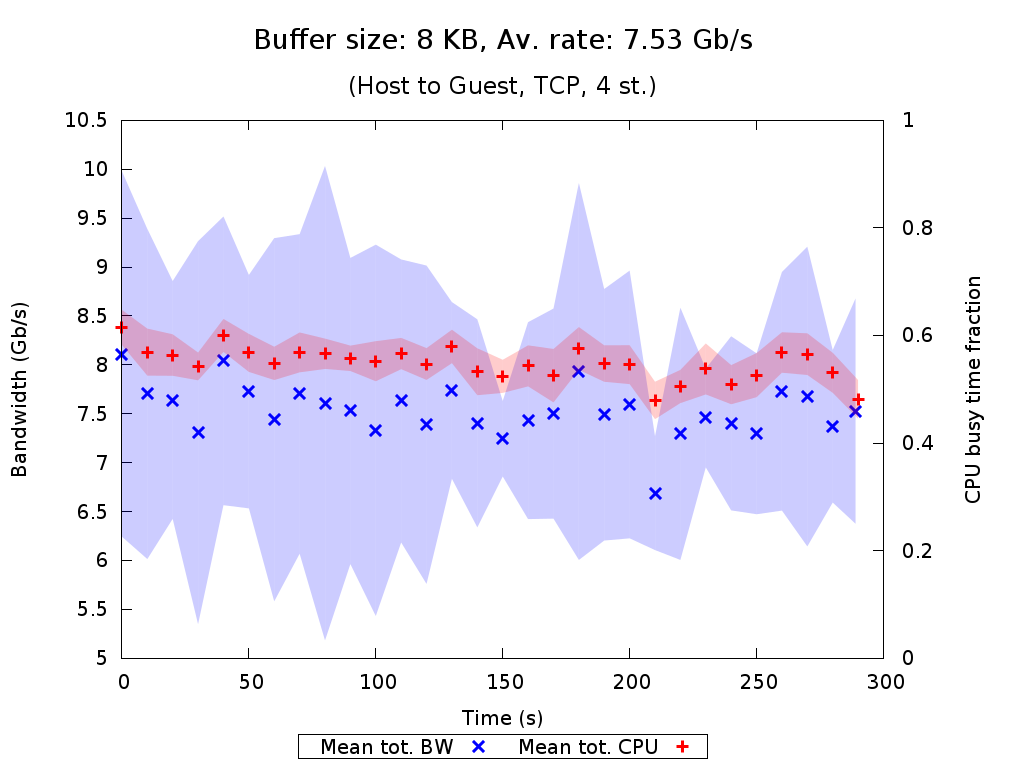 Buffer size: 8 KB, Av. rate: 7.53 Gb/s
(Host to Guest, TCP, 4 st.)
10.5
10
9.5
9
8.5
8
7.5
7
6.5
6
5.5
5
Bandwidth (Gb/s)
1
0.8
0.6
0.4
0.2
0
CPU busy time fraction
0 50 100 150 200 250 300
Time (s)
Mean tot. BW Mean tot. CPU